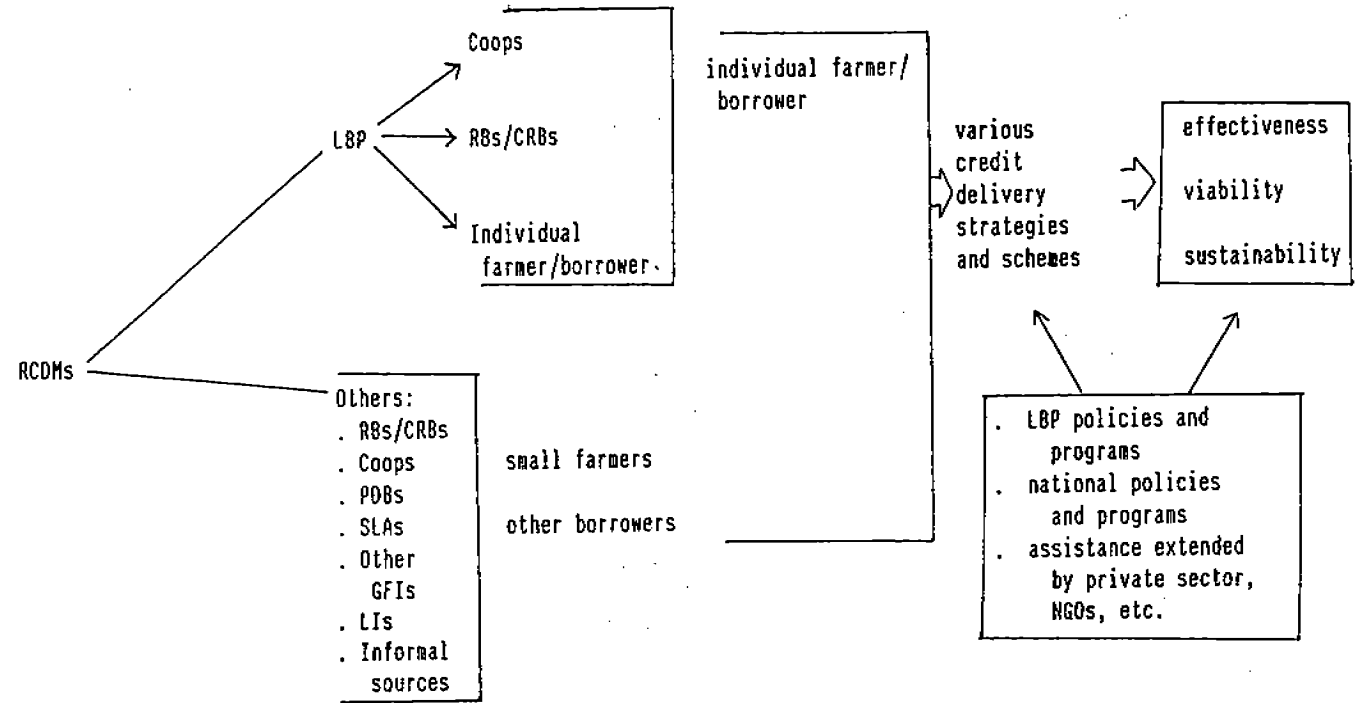 Coops
LBP
RBs/CRBs
Individual
farmer/borrower.
individual farmer/
borrower
various
credit
delivery
strategies
and schemes
effectiveness
viability
sustainability
RCDMs
Others:
. RBs/CRBs
. Coops
. PDBs
. SLAs
. Other
GFIs
. LIs
. Informal
sources
small farmers
other borrowers
. LBP policies and
programs
. national policies
and programs
. assistance extended
by private sector,
NGOs, etc.